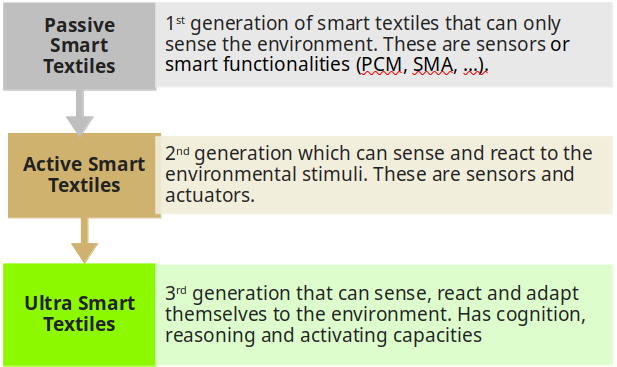 Passive
Smart
Textiles
1st generation of smart textiles that can only
sense the environment. These are sensors or
smart functionalities (PCM, SMA, …).
Active Smart
Textiles
2nd generation which can sense and react to the
environmental stimuli. These are sensors and
actuators.
Ultra Smart
Textiles
3rd generation that can sense, react and adapt
themselves to the environment. Has cognition,
reasoning and activating capacities